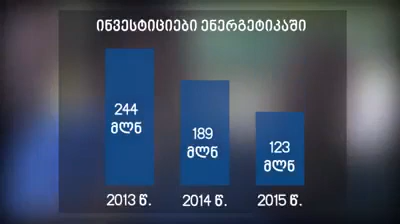 ინვესტიციები ენერგეტიკაში
244
მლნ
189
მლნ
123
მლნ
2013 წ. 2014 წ. 2015 წ.